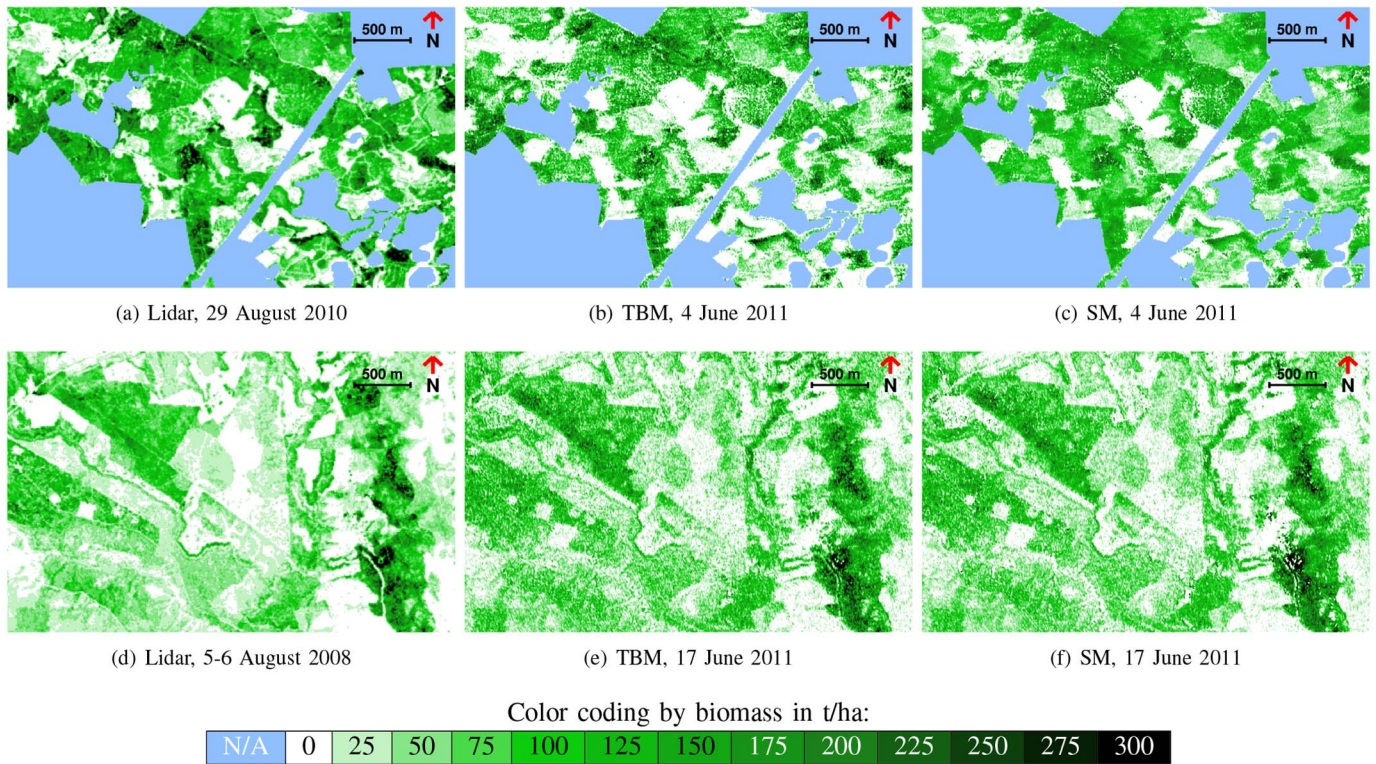 500 m N 500 m N 500 m N
(a) Lidar, 29 August 2010 (b) TBM, 4 June 2011 (c) SM, 4 June 2011
500 m N 500 m N 500 m N
(d) Lidar, 5-6 August 2008 (e) TBM, 17 June 2011 (f) SM, 17 June 2011
Color coding by biomass in t/ha:
N/A 0 25 50 75 100 125 150 175 200 225 250 275 300